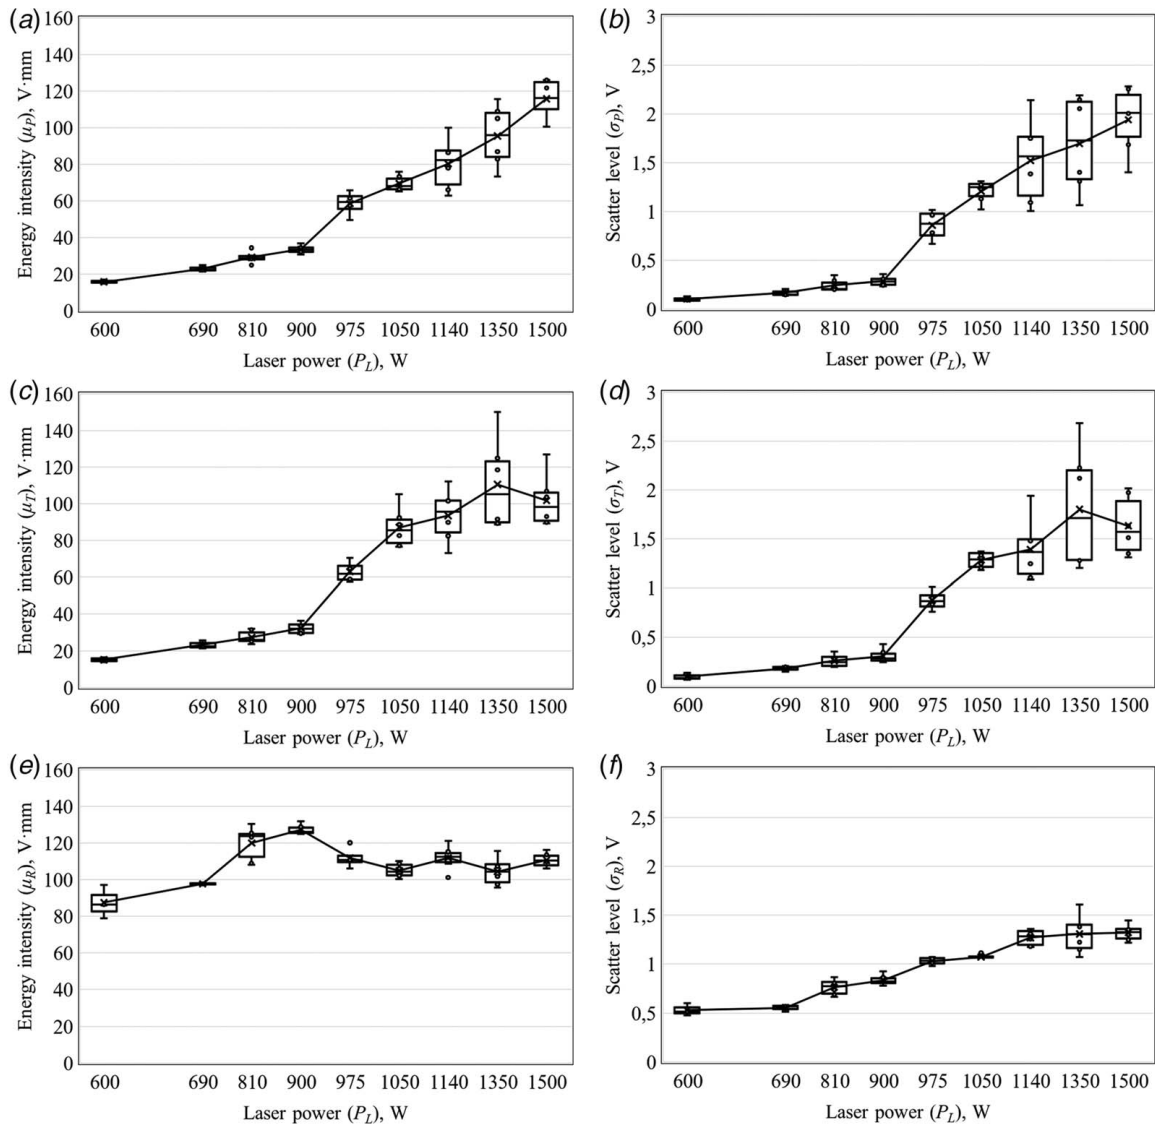 (a)
160
140
120
100
80
60
40
20
0
Energy intensity (μP), V·mm
600 690 810 900 975 1050 1140 1350 1500
Laser power (PL), W
(b)
3
2,5
2
1,5
1
0,5
0
Scatter level (σP), V
600 690 810 900 975 1050 1140 1350 1500
Laser power (PL), W
(c)
160
140
120
100
80
60
40
20
0
Energy intensity (μT), V·mm
600 690 810 900 975 1050 1140 1350 1500
Laser power (PL), W
(d)
3
2,5
2
1,5
1
0,5
0
Scatter level (σT), V
600 690 810 900 975 1050 1140 1350 1500
Laser power (PL), W
(e)
160
140
120
100
80
60
40
20
0
Energy intensity (μR), V·mm
600 690 810 900 975 1050 1140 1350 1500
Laser power (PL), W
(f)
3
2,5
2
1,5
1
0,5
0
Scatter level (σR), V
600 690 810 900 975 1050 1140 1350 1500
Laser power (PL), W